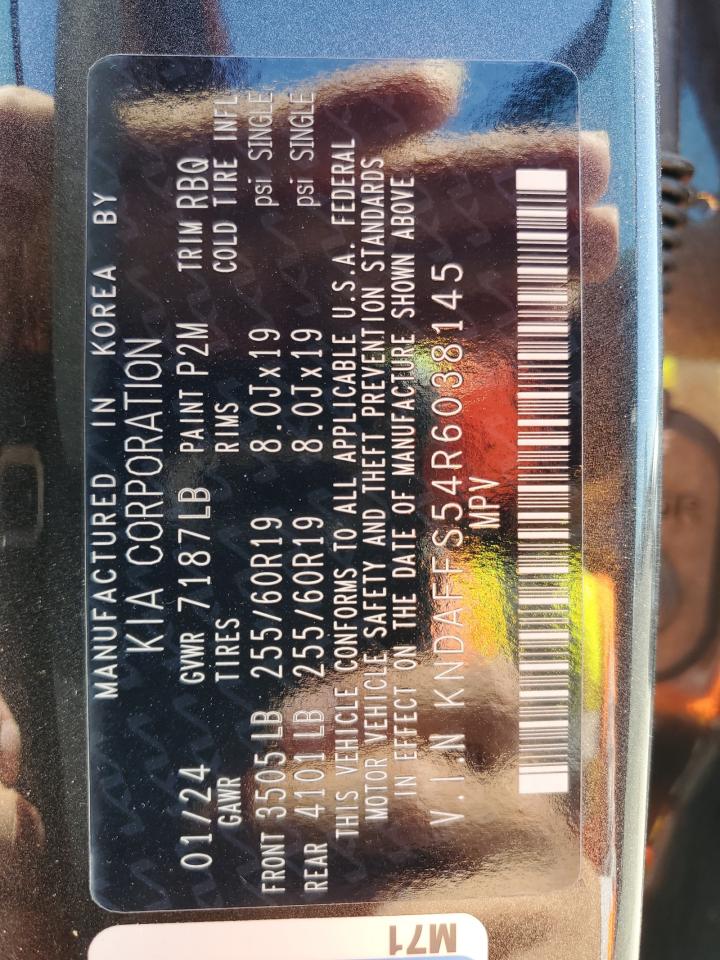 MANUFACTURED IN KOREA BY
KIA CORPORATION
01/24 GVWR 7187LB PAINT P2M TRIM RBQ
GAWR TIRES RIMS COLD TIRE INFL
FRONT 3505LB 255/60R19 8.0Jx19 psi SINGLE
REAR 4101LB 255/60R19 8.0Jx19 psi SINGLE
THIS VEHICLE CONFORMS TO ALL APPLICABLE U.S.A. FEDERAL
MOTOR VEHICLE SAFETY AND THEFT PREVENTION STANDARDS
IN EFFECT ON THE DATE OF MANUFACTURE SHOWN ABOVE
V.I.N KNDAFFS54R6038145
MPV
M71